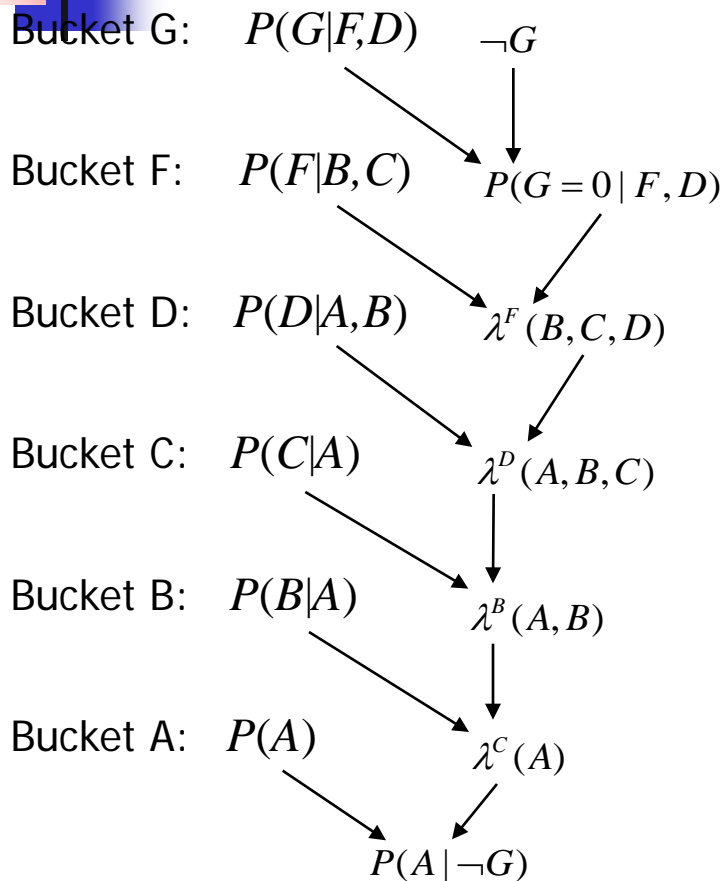 Bucket G: P(G|F,D) ¬G
Bucket F: P(F|B,C) P(G = 0 | F, D)
Bucket D: P(D|A,B) λ^F (B, C, D)
Bucket C: P(C|A) λ^D (A, B, C)
Bucket B: P(B|A) λ^B (A, B)
Bucket A: P(A) λ^C (A)
P(A | ¬G)